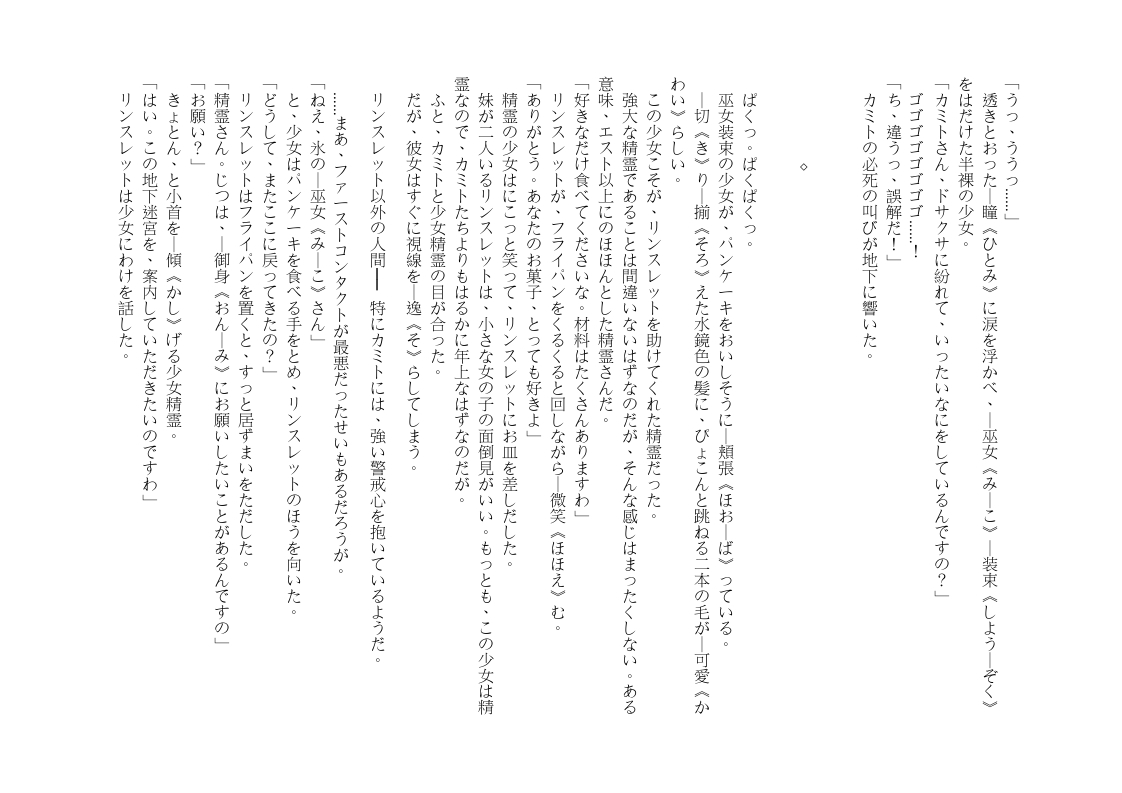 「うっ、ううっ……」
透きとおった―瞳《ひとみ》に涙を浮かべ、―巫女《み―こ》―装束《しよう―ぞく》
をはだけた半裸の少女。
「カミトさん、ドサクサに紛れて、いったいなにをしているんですの？」
ゴゴゴゴゴゴゴ……！
「ち、違うっ、誤解だ！」
カミトの必死の叫びが地下に響いた。
◇
ぱくっ。ぱくぱくっ。
巫女装束の少女が、パンケーキをおいしそうに―頬張《ほお―ば》っている。
―切《き》り―揃《そろ》えた水鏡色の髪に、ぴょこんと跳ねる二本の毛が―可愛《か
わい》らしい。
この少女こそが、リンスレットを助けてくれた精霊だった。
強大な精霊であることは間違いないはずなのだが、そんな感じはまったくしない。ある
意味、エスト以上にのほほんとした精霊さんだ。
「好きなだけ食べてくださいな。材料はたくさんありますわ」
リンスレットが、フライパンをくるくると回しながら―微笑《ほほえ》む。
「ありがとう。あなたのお菓子、とっても好きよ」
精霊の少女はにこっと笑って、リンスレットにお皿を差しだした。
妹が二人いるリンスレットは、小さな女の子の面倒見がいい。もっとも、この少女は精
霊なので、カミトたちよりもはるかに年上なはずなのだが。
ふと、カミトと少女精霊の目が合った。
だが、彼女はすぐに視線を―逸《そ》らしてしまう。
リンスレット以外の人間━━特にカミトには、強い警戒心を抱いているようだ。
……まあ、ファーストコンタクトが最悪だったせいもあるだろうが。
「ねえ、氷の―巫女《み―こ》さん」
と、少女はパンケーキを食べる手をとめ、リンスレットのほうを向いた。
「どうして、またここに戻ってきたの？」
リンスレットはフライパンを置くと、すっと居ずまいをただした。
「精霊さん。じつは、―御身《おん―み》にお願いしたいことがあるんですの」
「お願い？」
きょとん、と小首を―傾《かし》げる少女精霊。
「はい。この地下迷宮を、案内していただきたいのですわ」
リンスレットは少女にわけを話した。